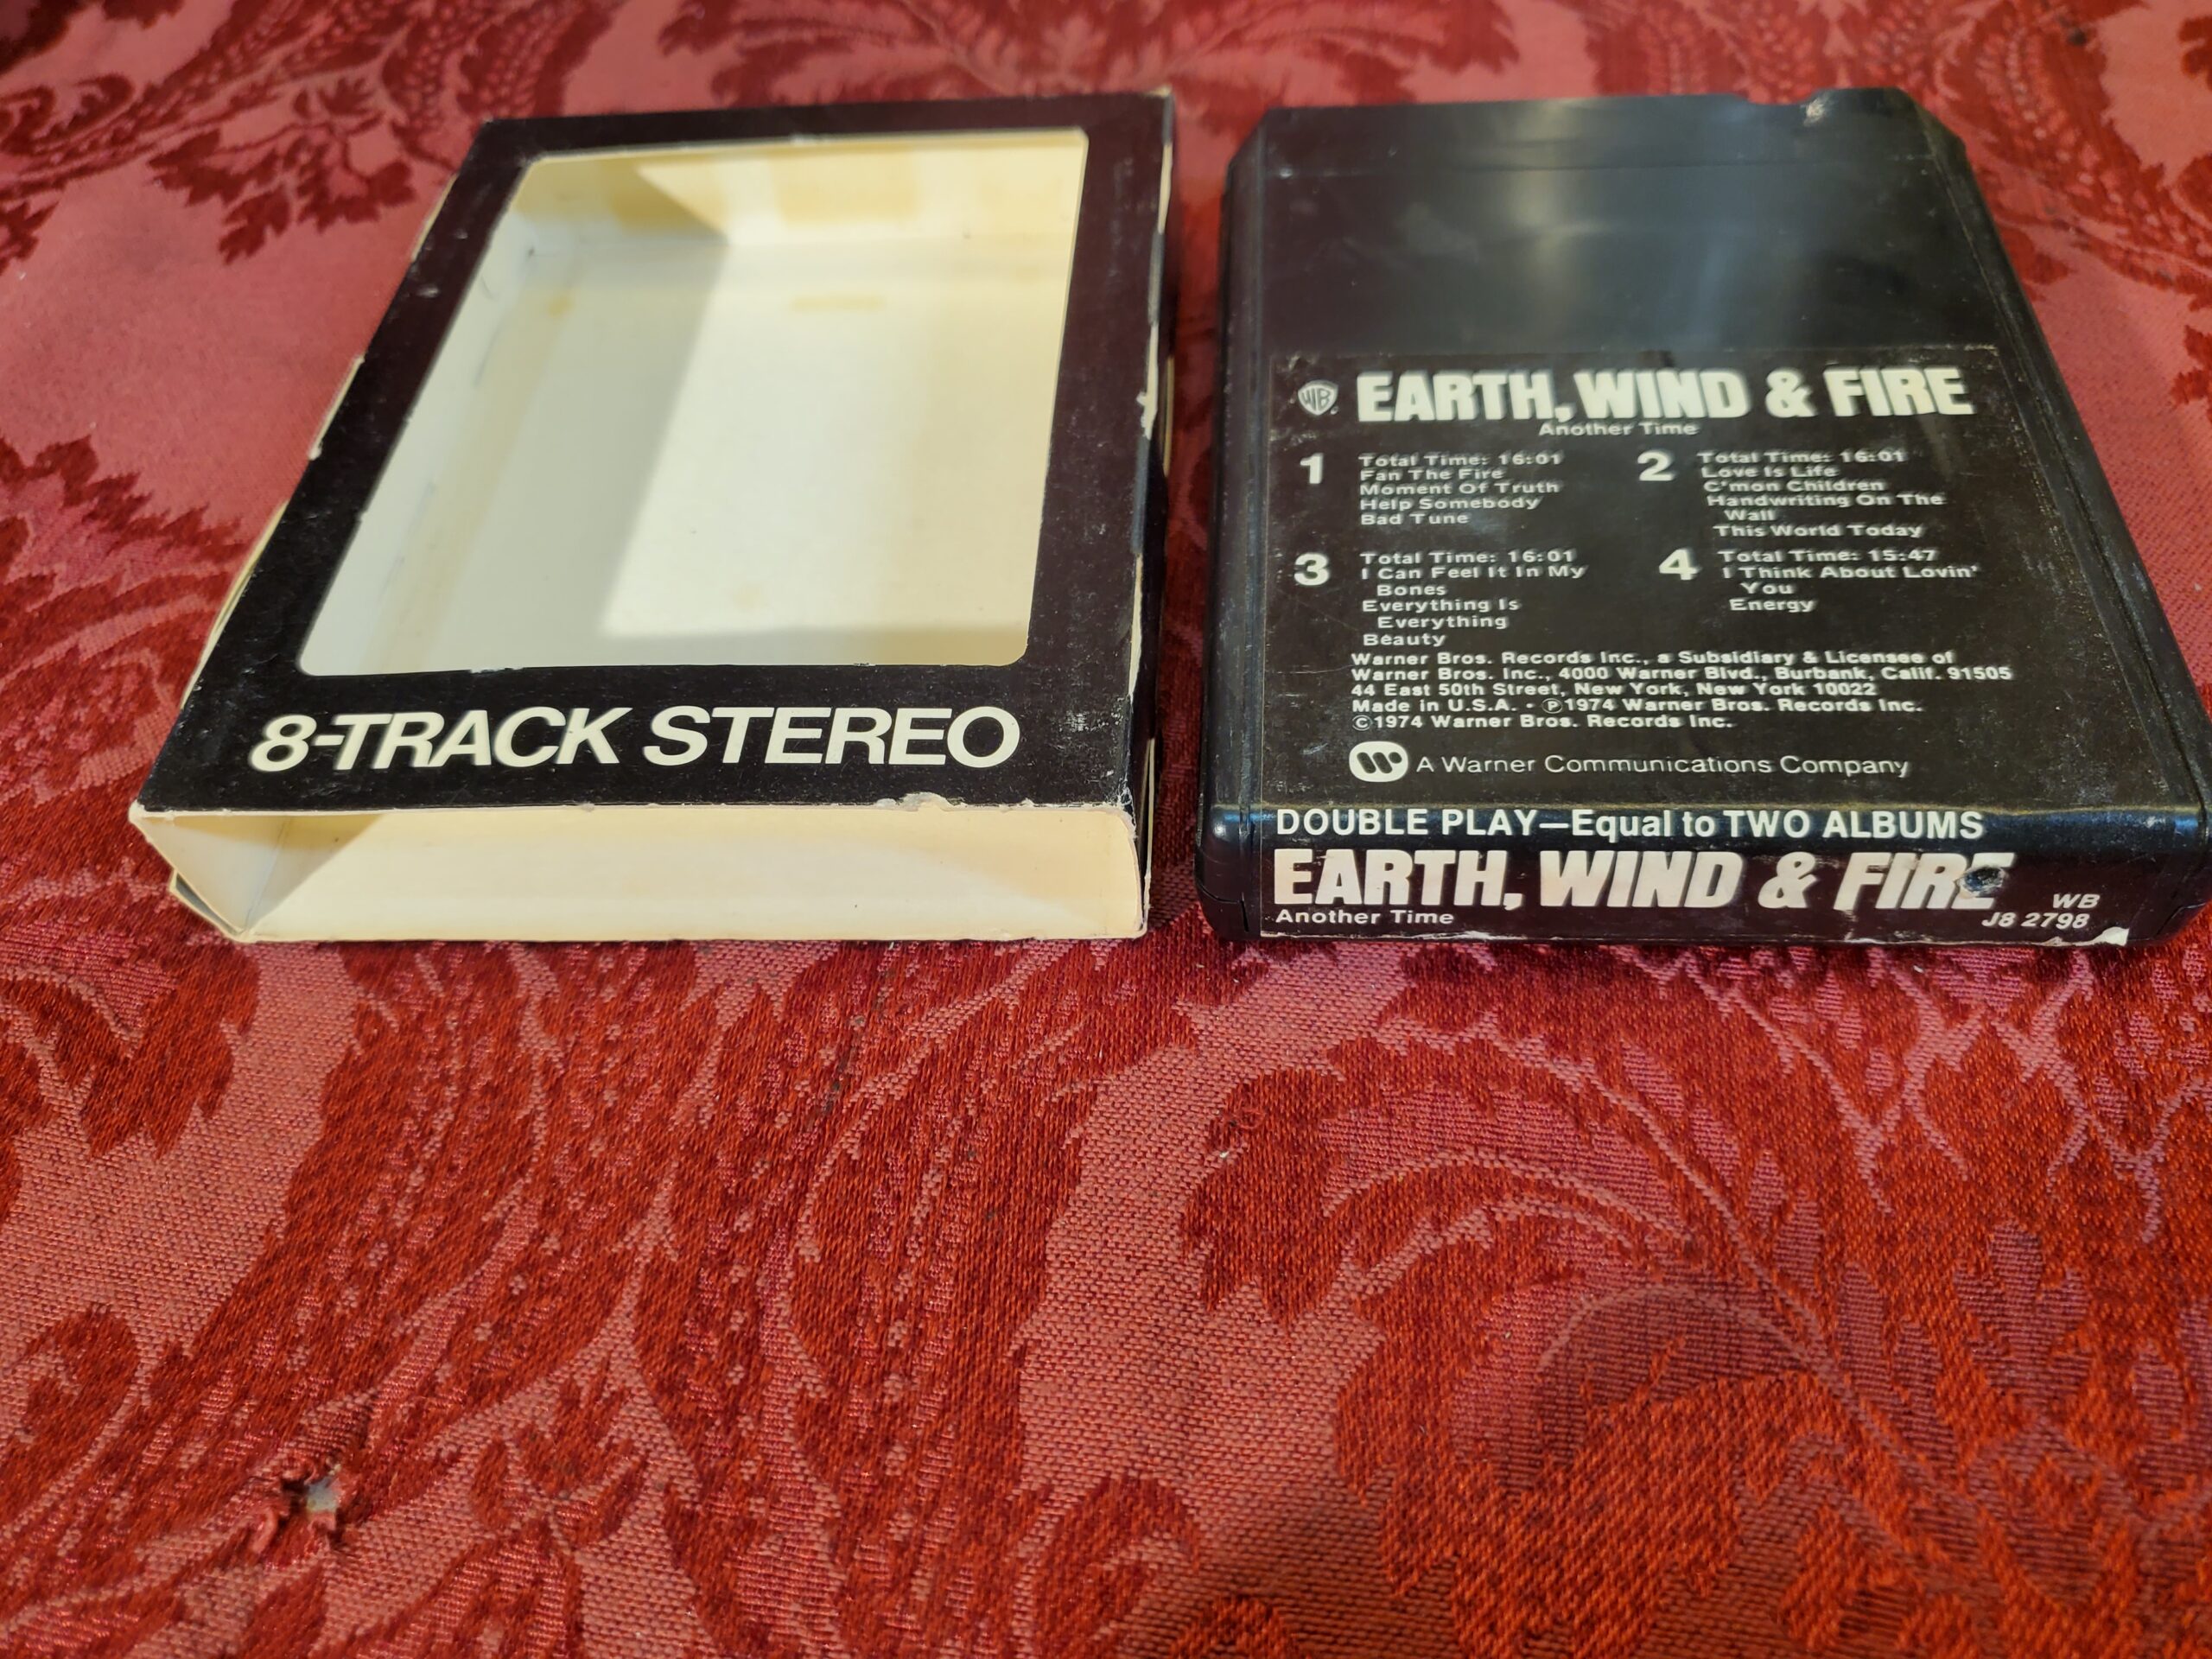 8-TRACK STEREO
WB
EARTH, WIND & FIRE
Another Time
1
Total Time: 16:01
Fan The Fire
Moment Of Truth
Help Somebody
Bad Tune
2
Total Time: 16:01
Love Is Life
C'mon Children
Handwriting On The
Wall
This World Today
3
Total Time: 16:01
I Can Feel It In My
Bones
Everything Is
Everything
Beauty
4
Total Time: 15:47
I Think About Lovin'
You
Energy
Warner Bros. Records Inc., a Subsidiary & Licensee of
Warner Bros. Inc., 4000 Warner Blvd., Burbank, Calif. 91505
44 East 50th Street, New York, New York 10022
Made in U.S.A. • ℗1974 Warner Bros. Records Inc.
©1974 Warner Bros. Records Inc.
A Warner Communications Company
DOUBLE PLAY—Equal to TWO ALBUMS
EARTH, WIND & FIRE
Another Time
WB
J8 2798